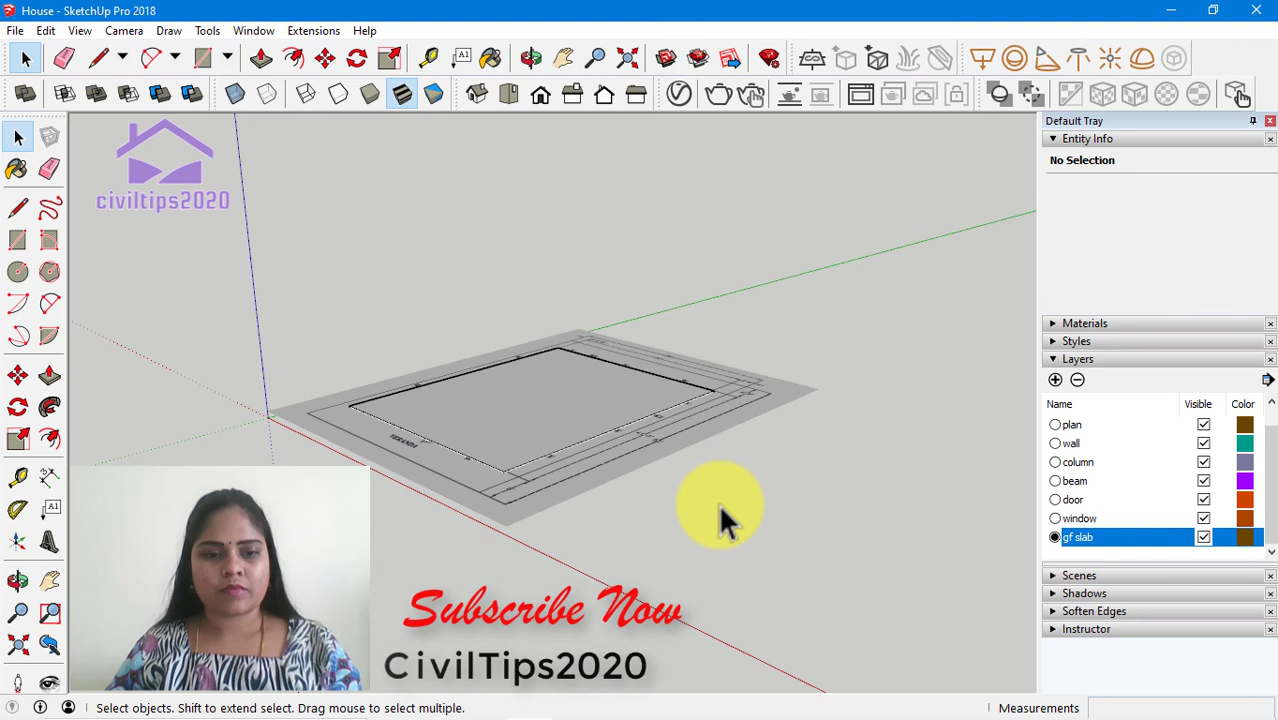 House - SketchUp Pro 2018
File Edit View Camera Draw Tools Window Extensions Help
civiltips2020
Default Tray
Entity Info
No Selection
Materials
Styles
Layers
Name Visible Color
plan
wall
column
beam
door
window
gf slab
Scenes
Shadows
Soften Edges
Instructor
VERANDA
Subscribe Now
CivilTips2020
Select objects. Shift to extend select. Drag mouse to select multiple.
Measurements